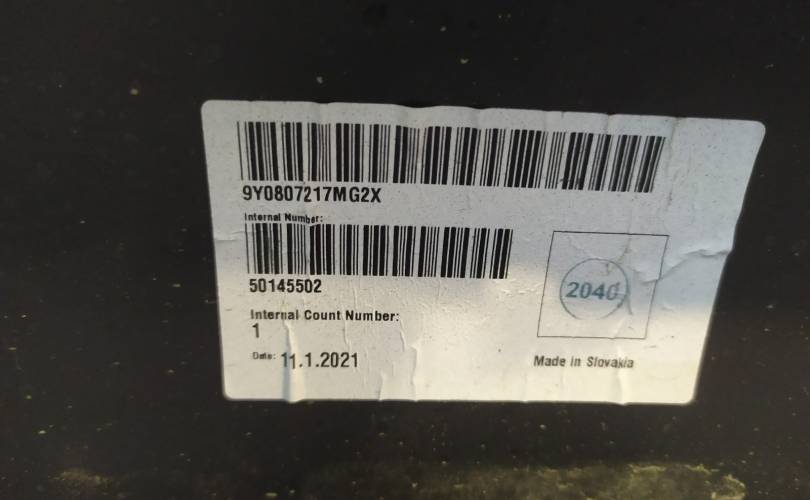 9Y0807217MG2X
Internal Number:
50145502
Internal Count Number:
1
Date: 11.1.2021
2040
Made in Slovakia